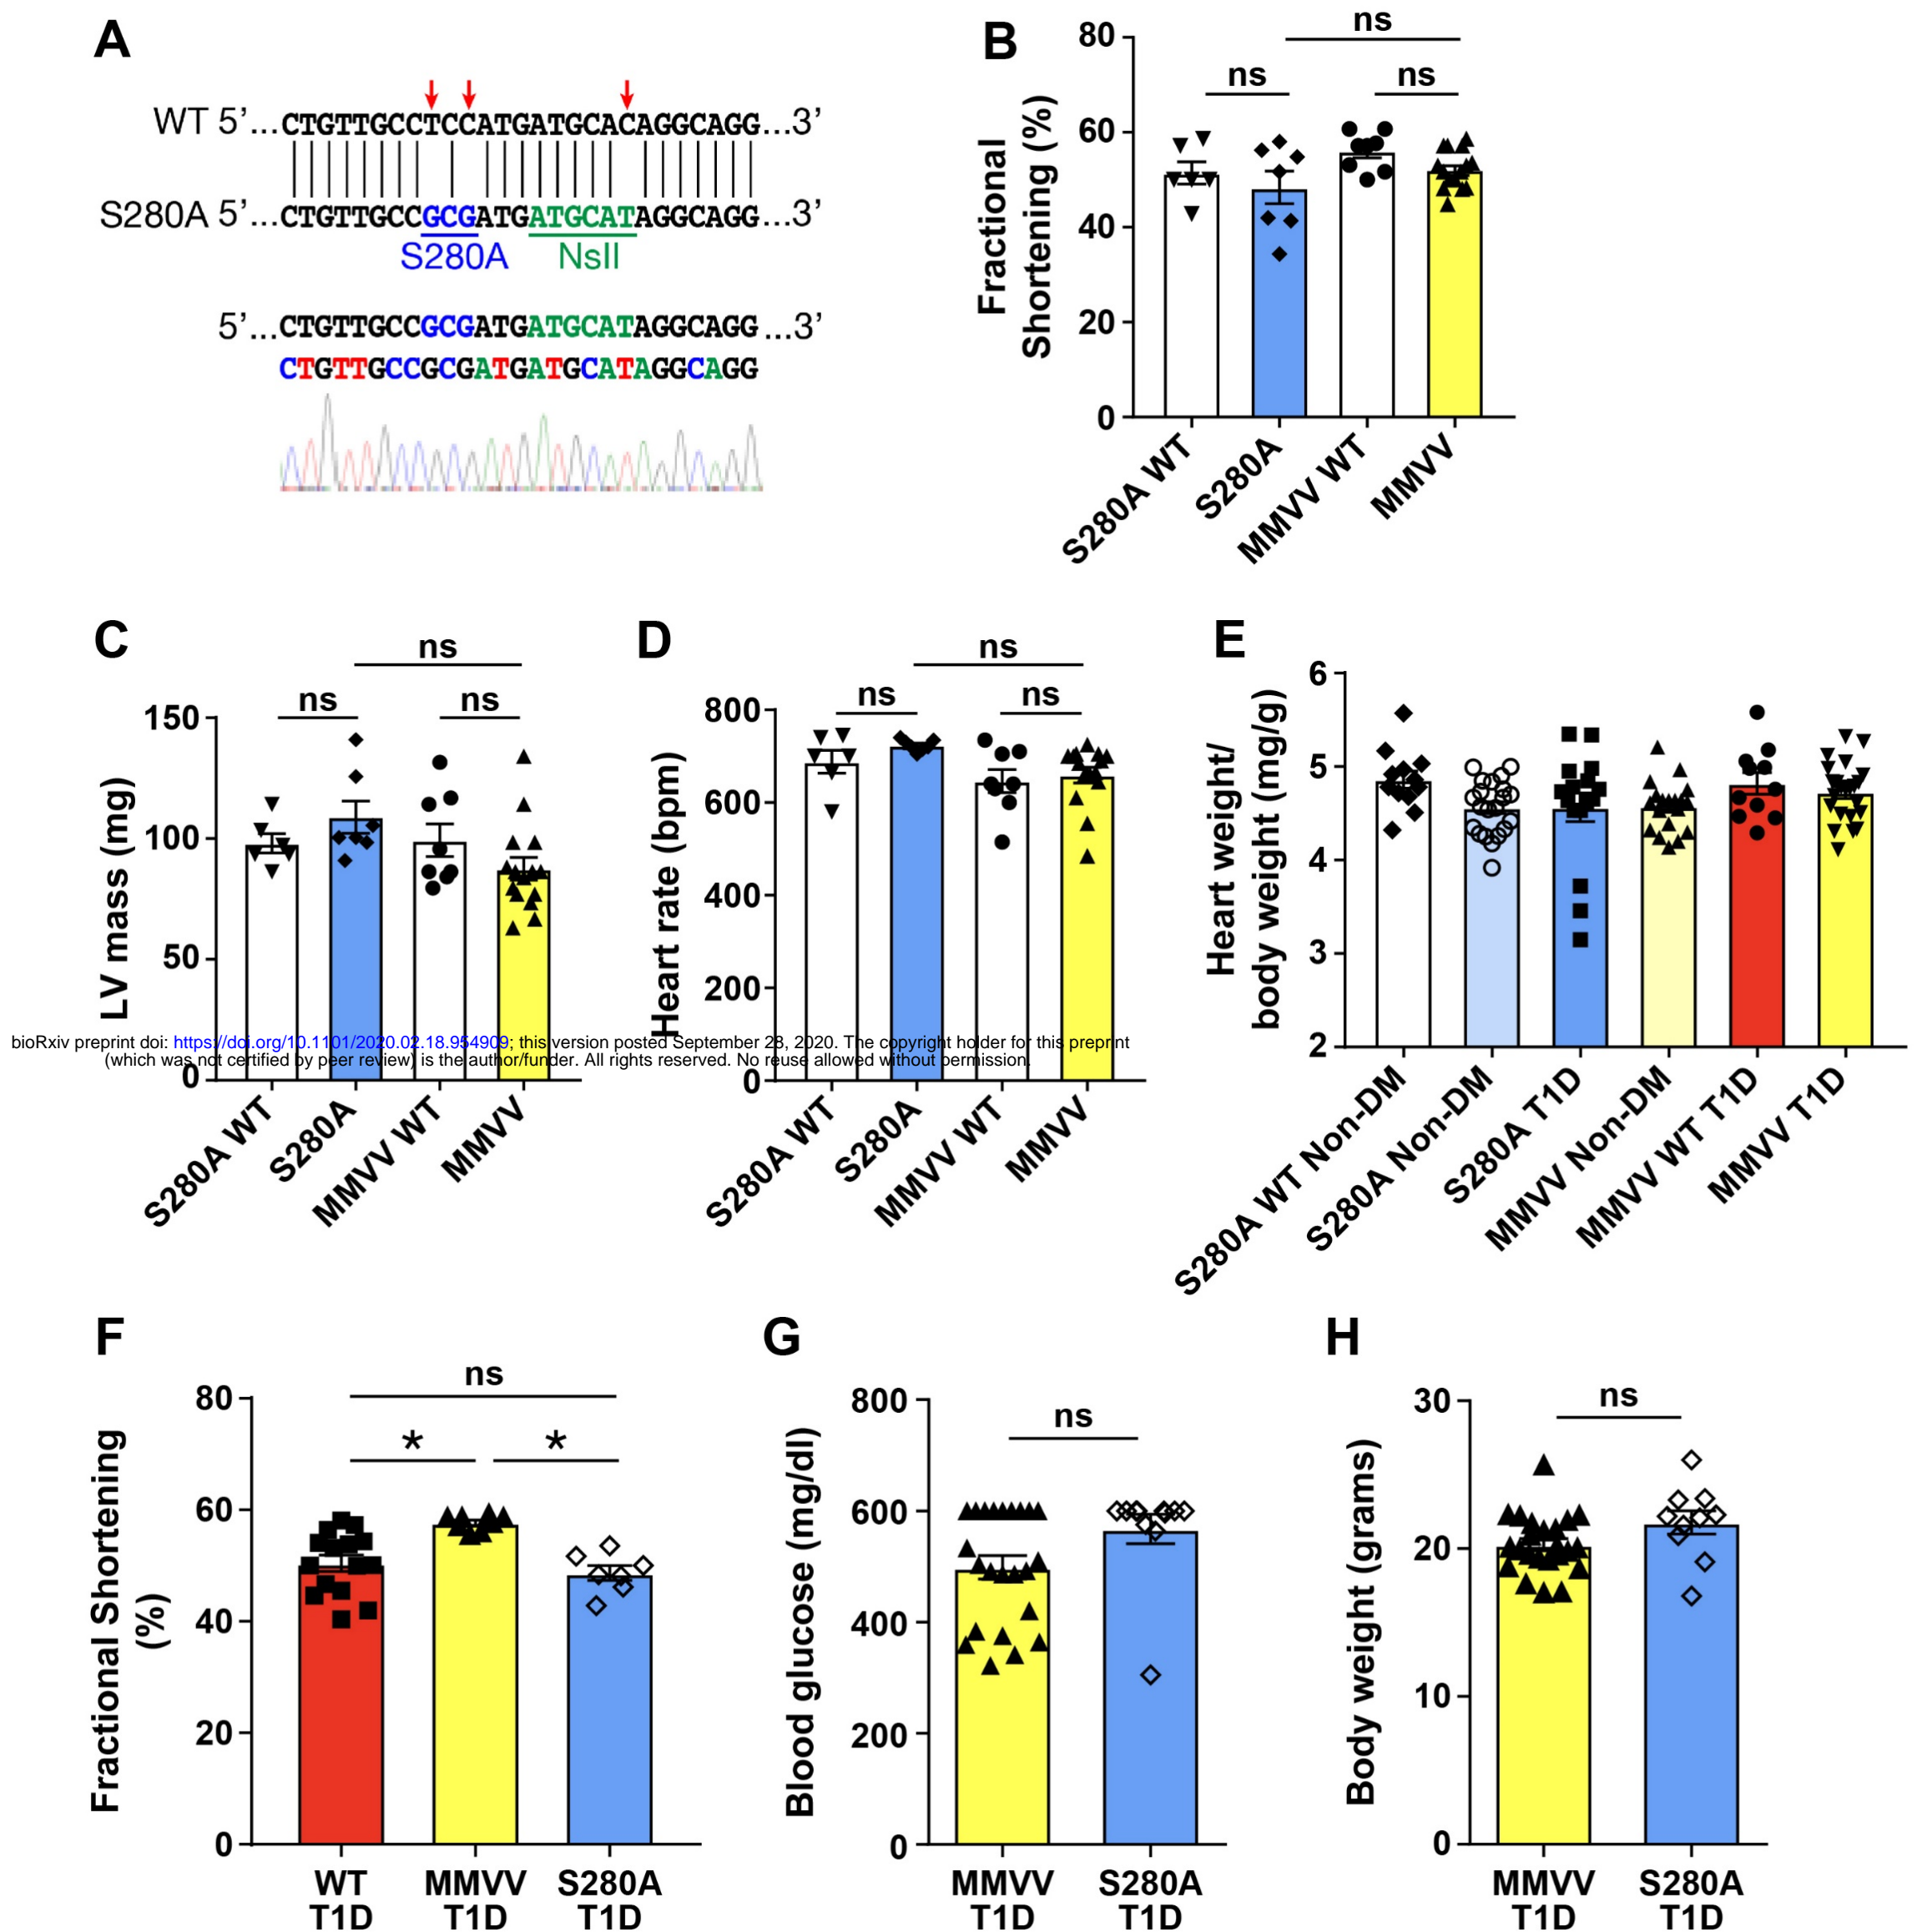 A
WT 5’...CTGTTGCCTCCATGATGCACAGGCAGG...3’
S280A 5’...CTGTTGCCGCGATGATGCATAGGCAGG...3’
S280A NsII
5’...CTGTTGCCGCGATGATGCATAGGCAGG...3’
CTGTTGCCGCGATGATGCATAGGCAGG
B
Fractional
Shortening (%)
80
60
40
20
0
ns
ns ns
S280A WT
S280A
MMVV WT
MMVV
C
LV mass (mg)
150
100
50
0
ns
ns ns
S280A WT
S280A
MMVV WT
MMVV
D
Heart rate (bpm)
800
600
400
200
0
ns
ns ns
S280A WT
S280A
MMVV WT
MMVV
E
Heart weight/
body weight (mg/g)
6
5
4
3
2
S280A WT Non-DM
S280A Non-DM
S280A T1D
MMVV Non-DM
MMVV WT T1D
MMVV T1D
bioRxiv preprint doi: https://doi.org/10.1101/2020.02.18.954909; this version posted September 28, 2020. The copyright holder for this preprint
(which was not certified by peer review) is the author/funder. All rights reserved. No reuse allowed without permission.
F
Fractional Shortening
(%)
80
60
40
20
0
ns
* *
WT
T1D
MMVV
T1D
S280A
T1D
G
Blood glucose (mg/dl)
800
600
400
200
0
ns
MMVV
T1D
S280A
T1D
H
Body weight (grams)
30
20
10
0
ns
MMVV
T1D
S280A
T1D